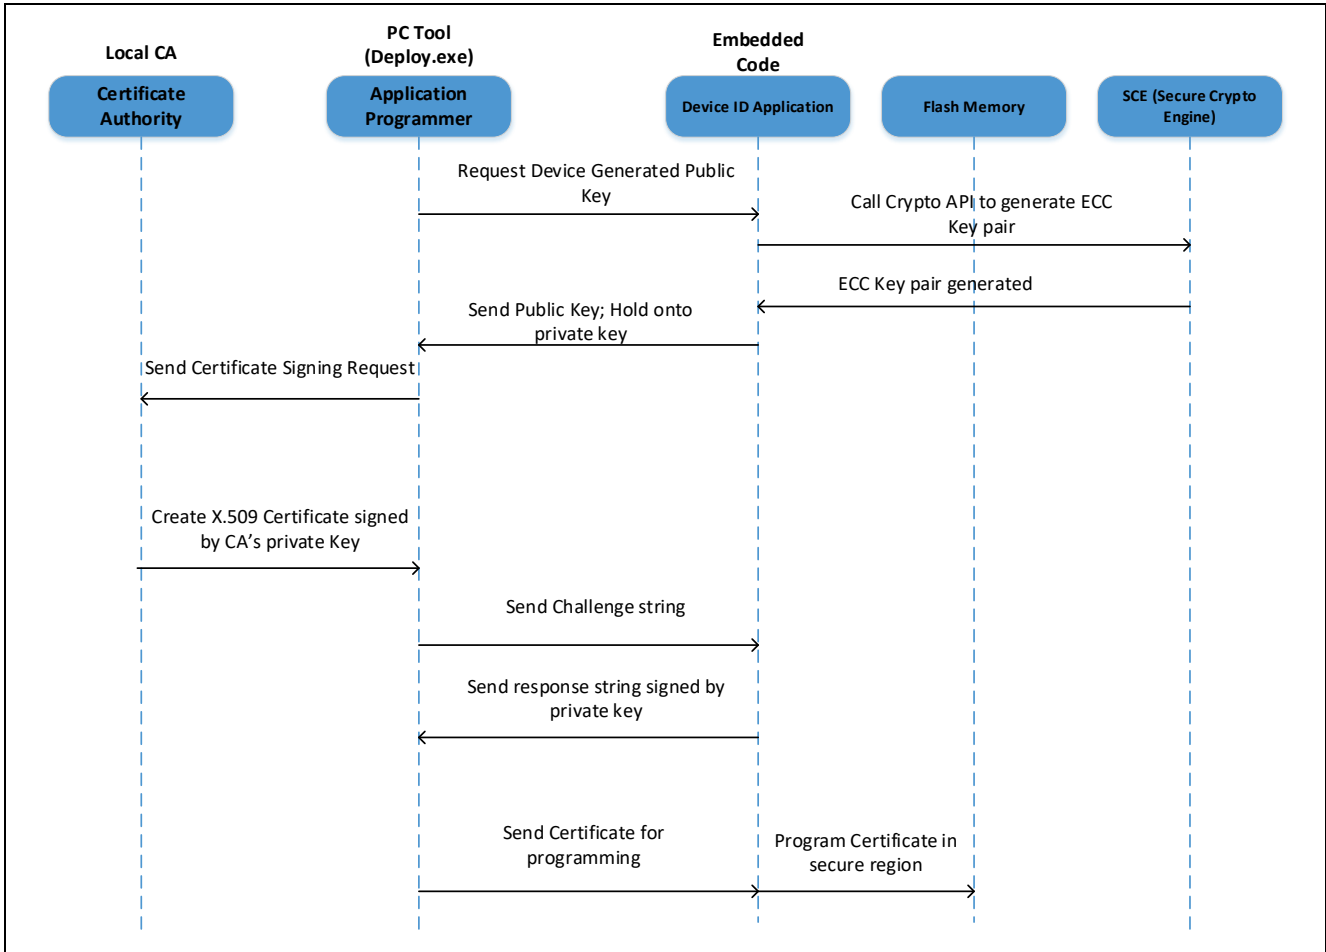 Local CA
PC Tool
(Deploy.exe)
Embedded
Code
Certificate
Authority
Application
Programmer
Device ID Application
Flash Memory
SCE (Secure Crypto
Engine)
Request Device Generated Public
Key
Call Crypto API to generate ECC
Key pair
ECC Key pair generated
Send Public Key; Hold onto
private key
Send Certificate Signing Request
Create X.509 Certificate signed
by CA’s private Key
Send Challenge string
Send response string signed by
private key
Send Certificate for
programming
Program Certificate in
secure region